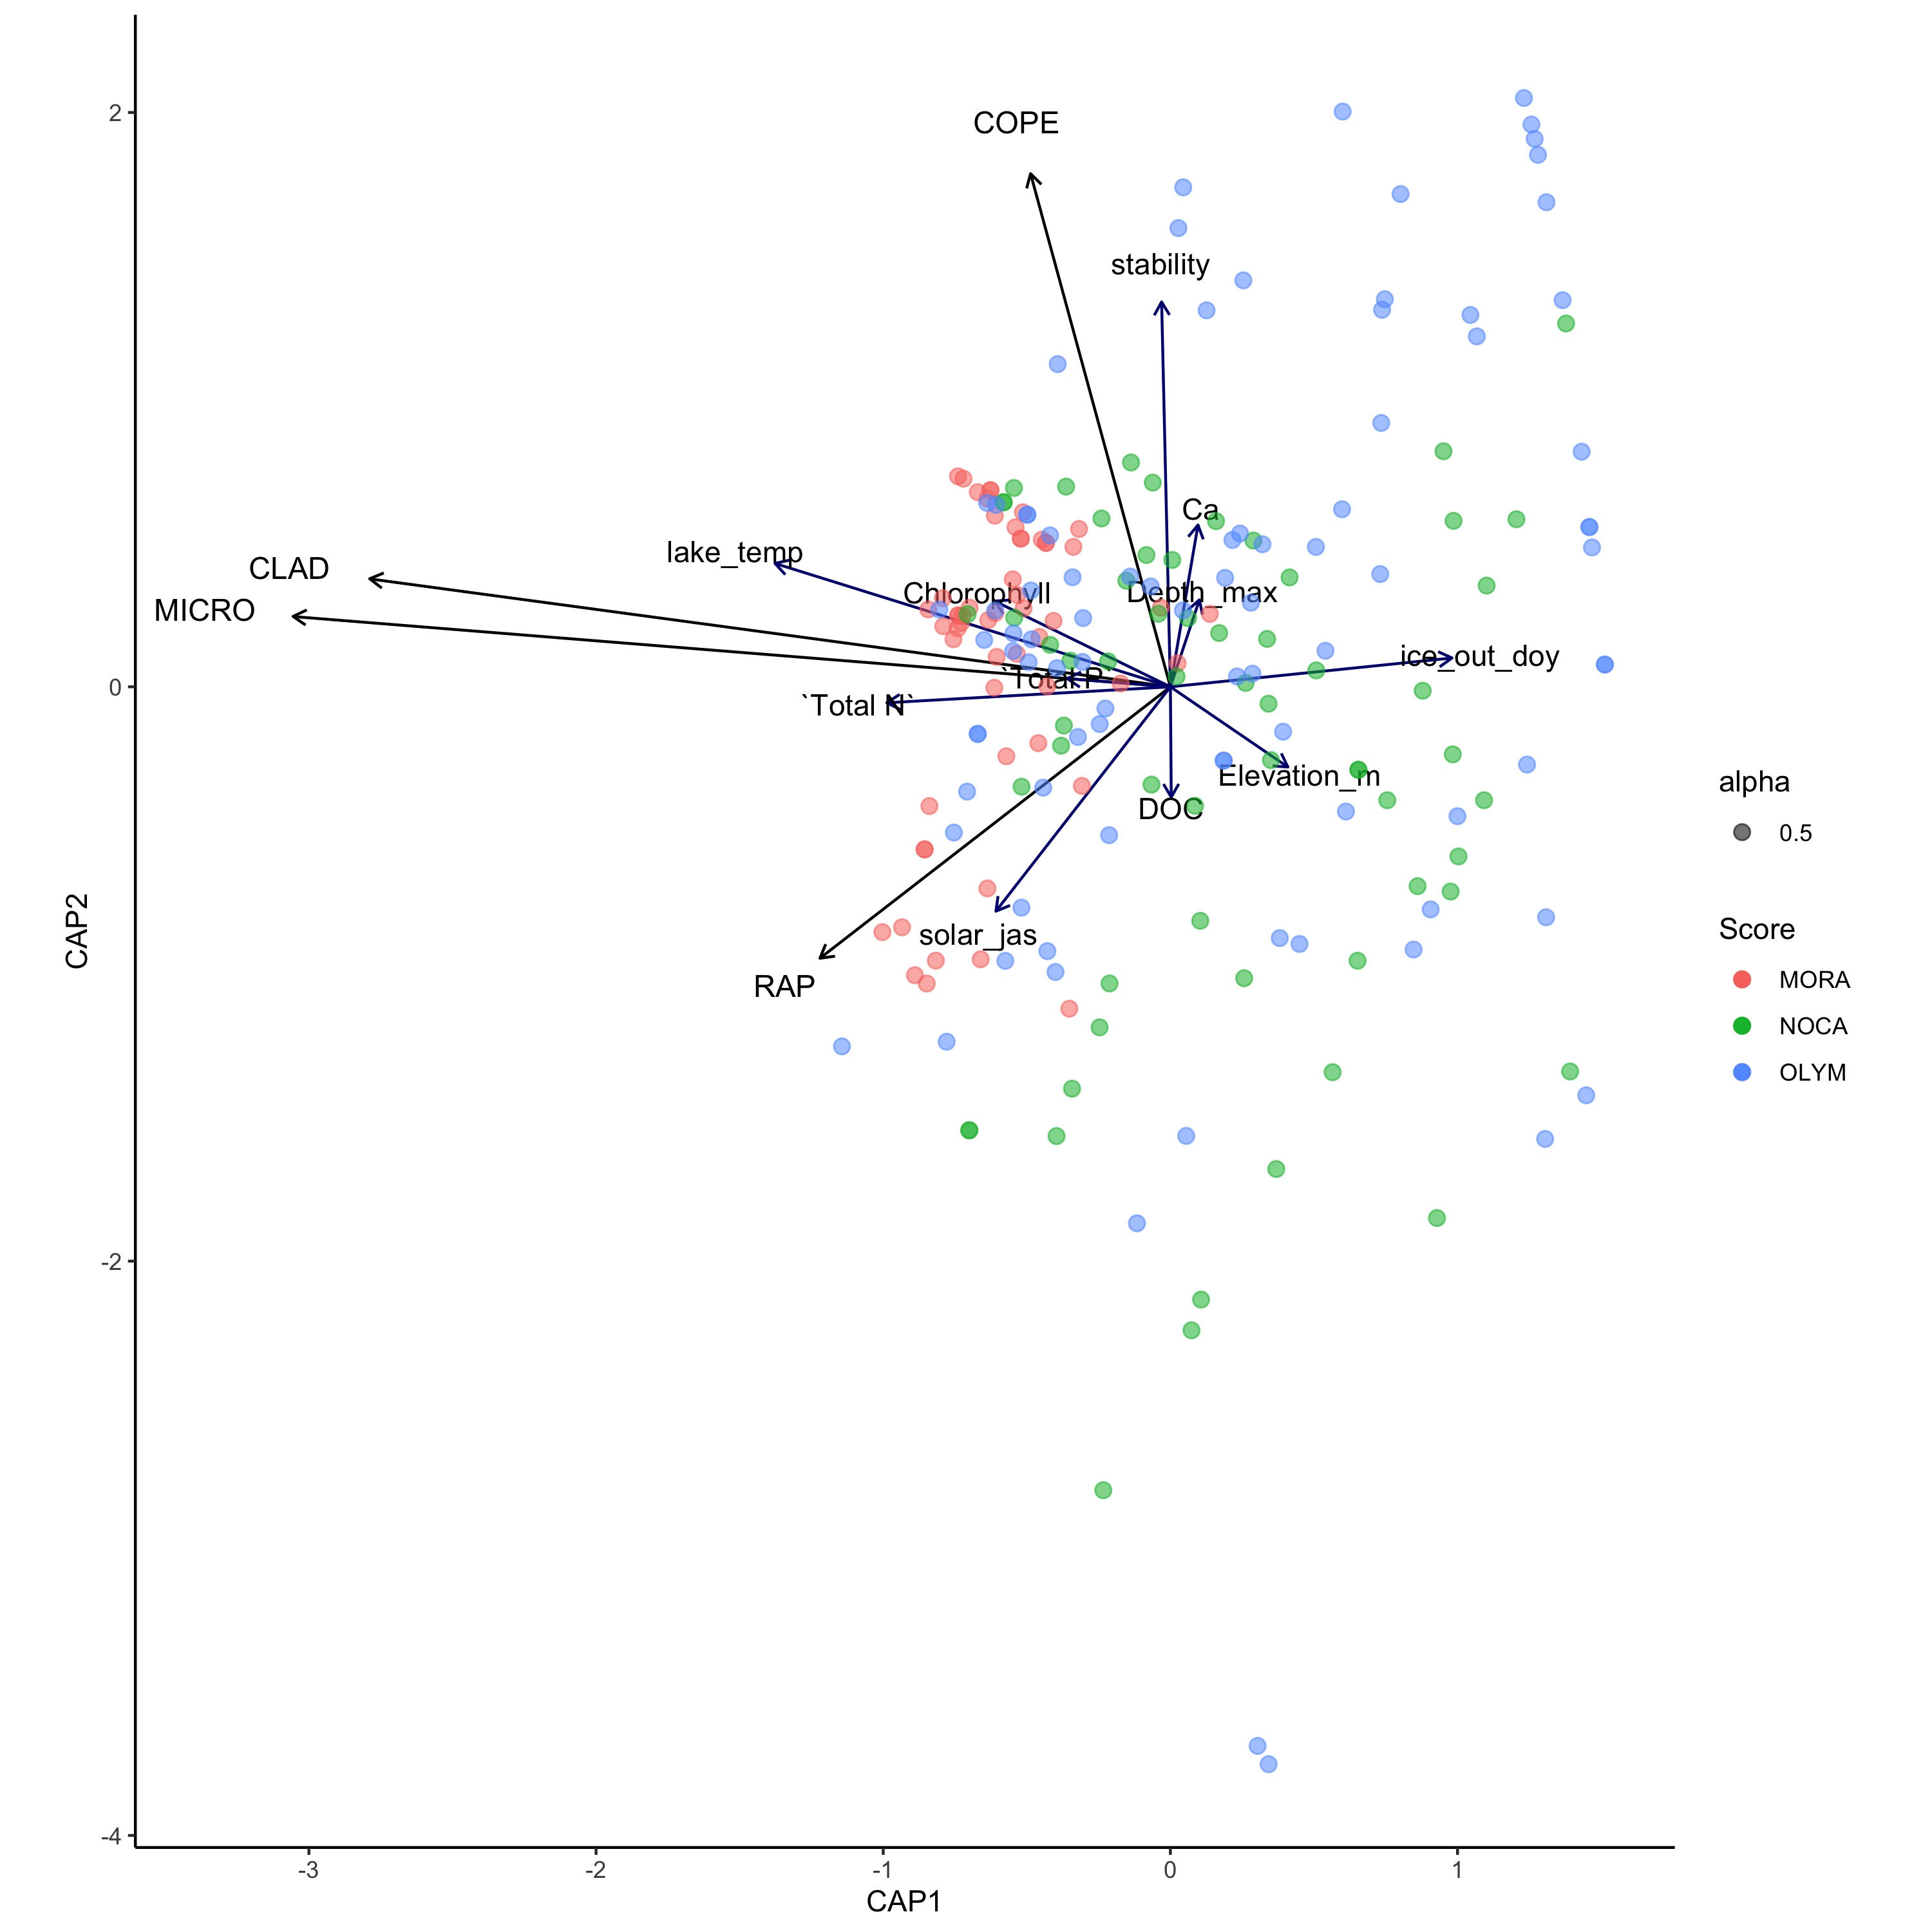 2
COPE
stability
Ca
lake_temp
CLAD
Chlorophyll
Depth_max
MICRO
ice_out_doy
`Total P`
0
`Total N`
Elevation_m
DOC
alpha
0.5
CAP2
Score
solar_jas
MORA
RAP
NOCA
OLYM
-2
-4
-3
-2
-1
0
1
CAP1